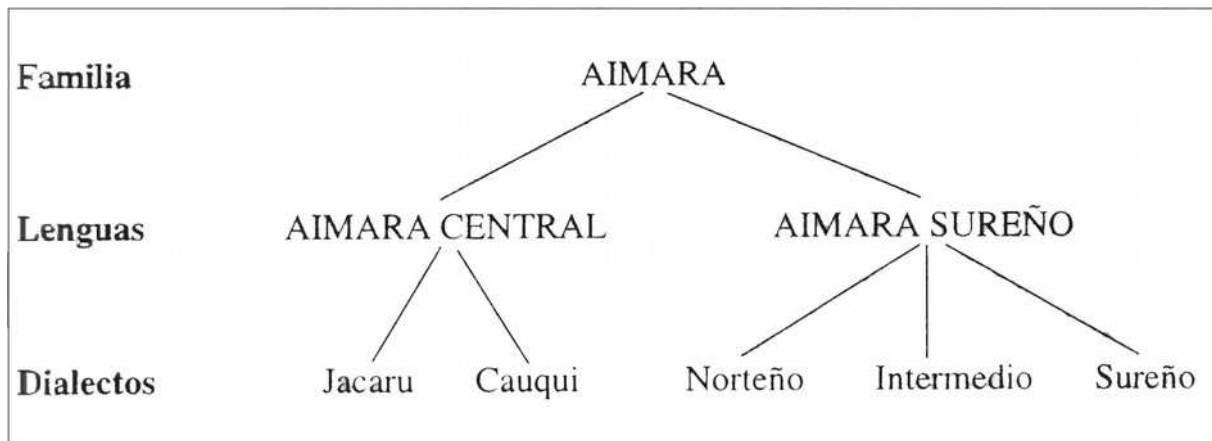 Familia AIMARA
Lenguas AIMARA CENTRAL AIMARA SUREÑO
Dialectos Jacaru Cauqui Norteño Intermedio Sureño